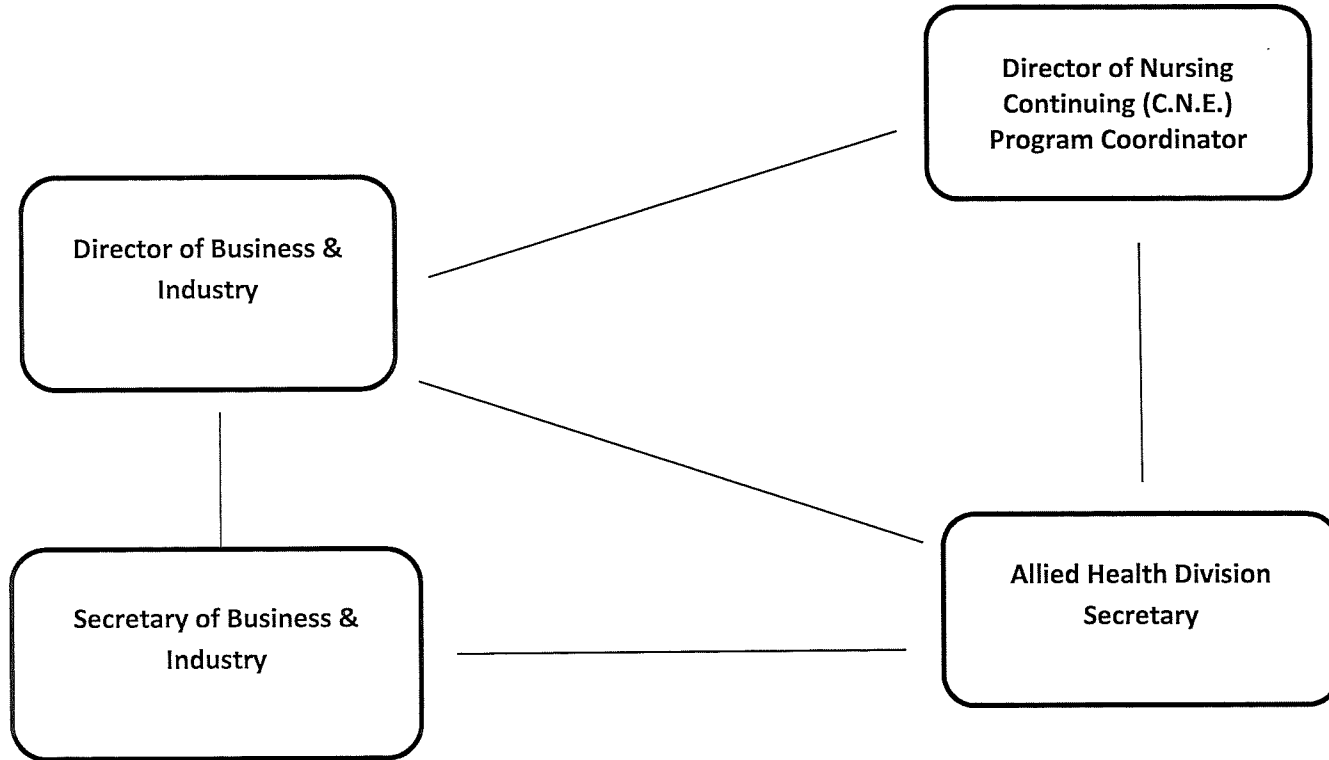 Director of Nursing
Continuing (C.N.E.)
Program Coordinator
Director of Business &
Industry
Allied Health Division
Secretary
Secretary of Business &
Industry